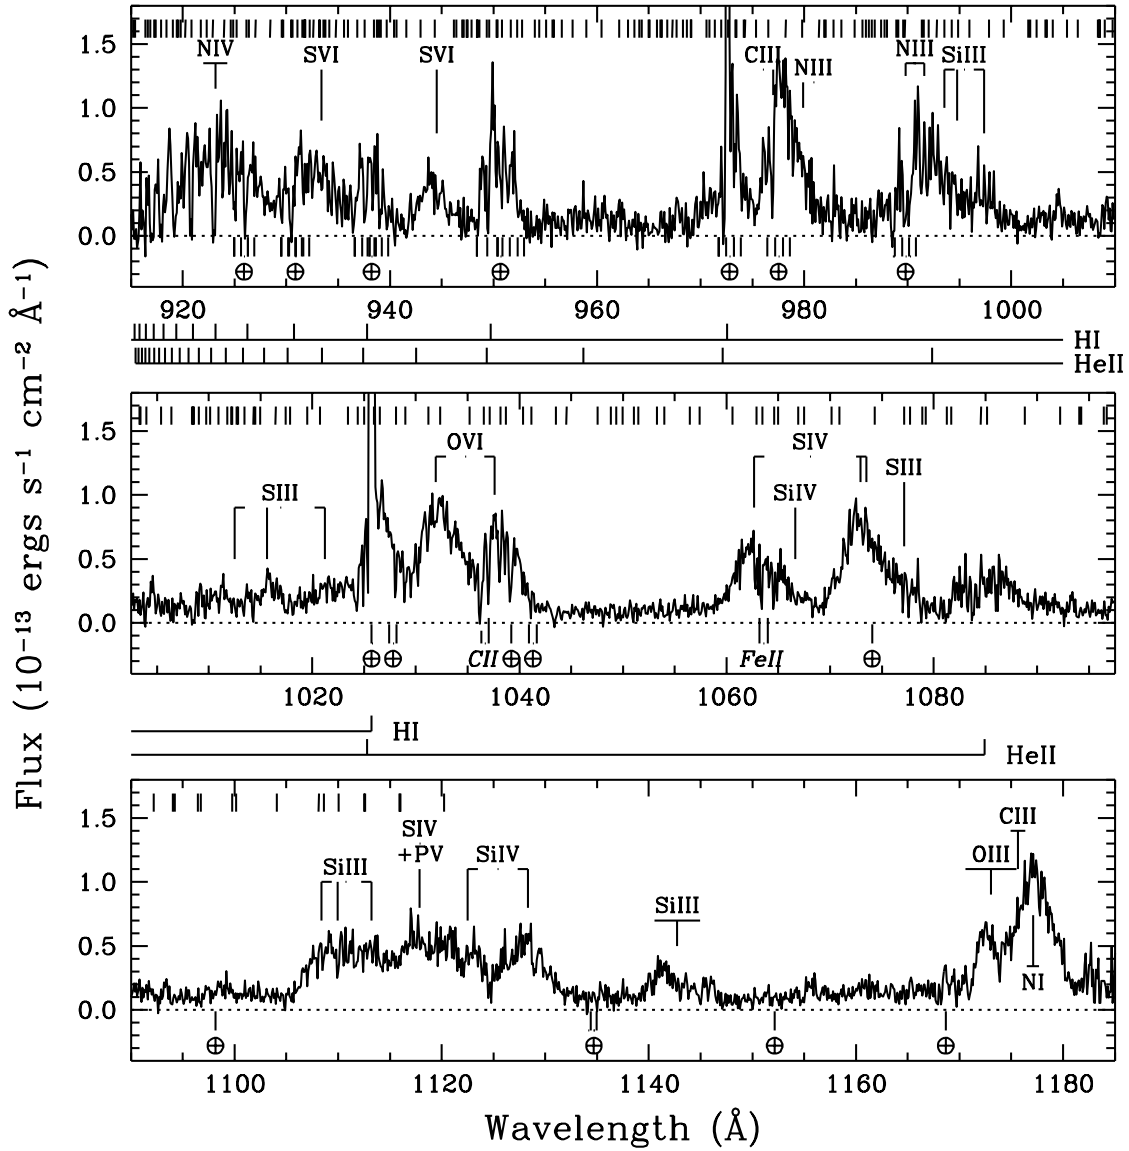 Flux (10−13 ergs s−1 cm−2 Å−1)
1.5
1.0
0.5
0.0
NIV
SVI
SVI
CIII
NIII
NIII
SiIII
⊕ ⊕ ⊕ ⊕ ⊕ ⊕ ⊕
920 940 960 980 1000
HI
HeII
1.5
1.0
0.5
0.0
SIII
OVI
SIV
SiIV
SIII
⊕ ⊕ CII ⊕ ⊕ FeII ⊕
1020 1040 1060 1080
HI
HeII
1.5
1.0
0.5
0.0
SiIII
SIV
+PV
SiIV
SiIII
CIII
OIII
NI
⊕ ⊕ ⊕ ⊕
1100 1120 1140 1160 1180
Wavelength (Å)